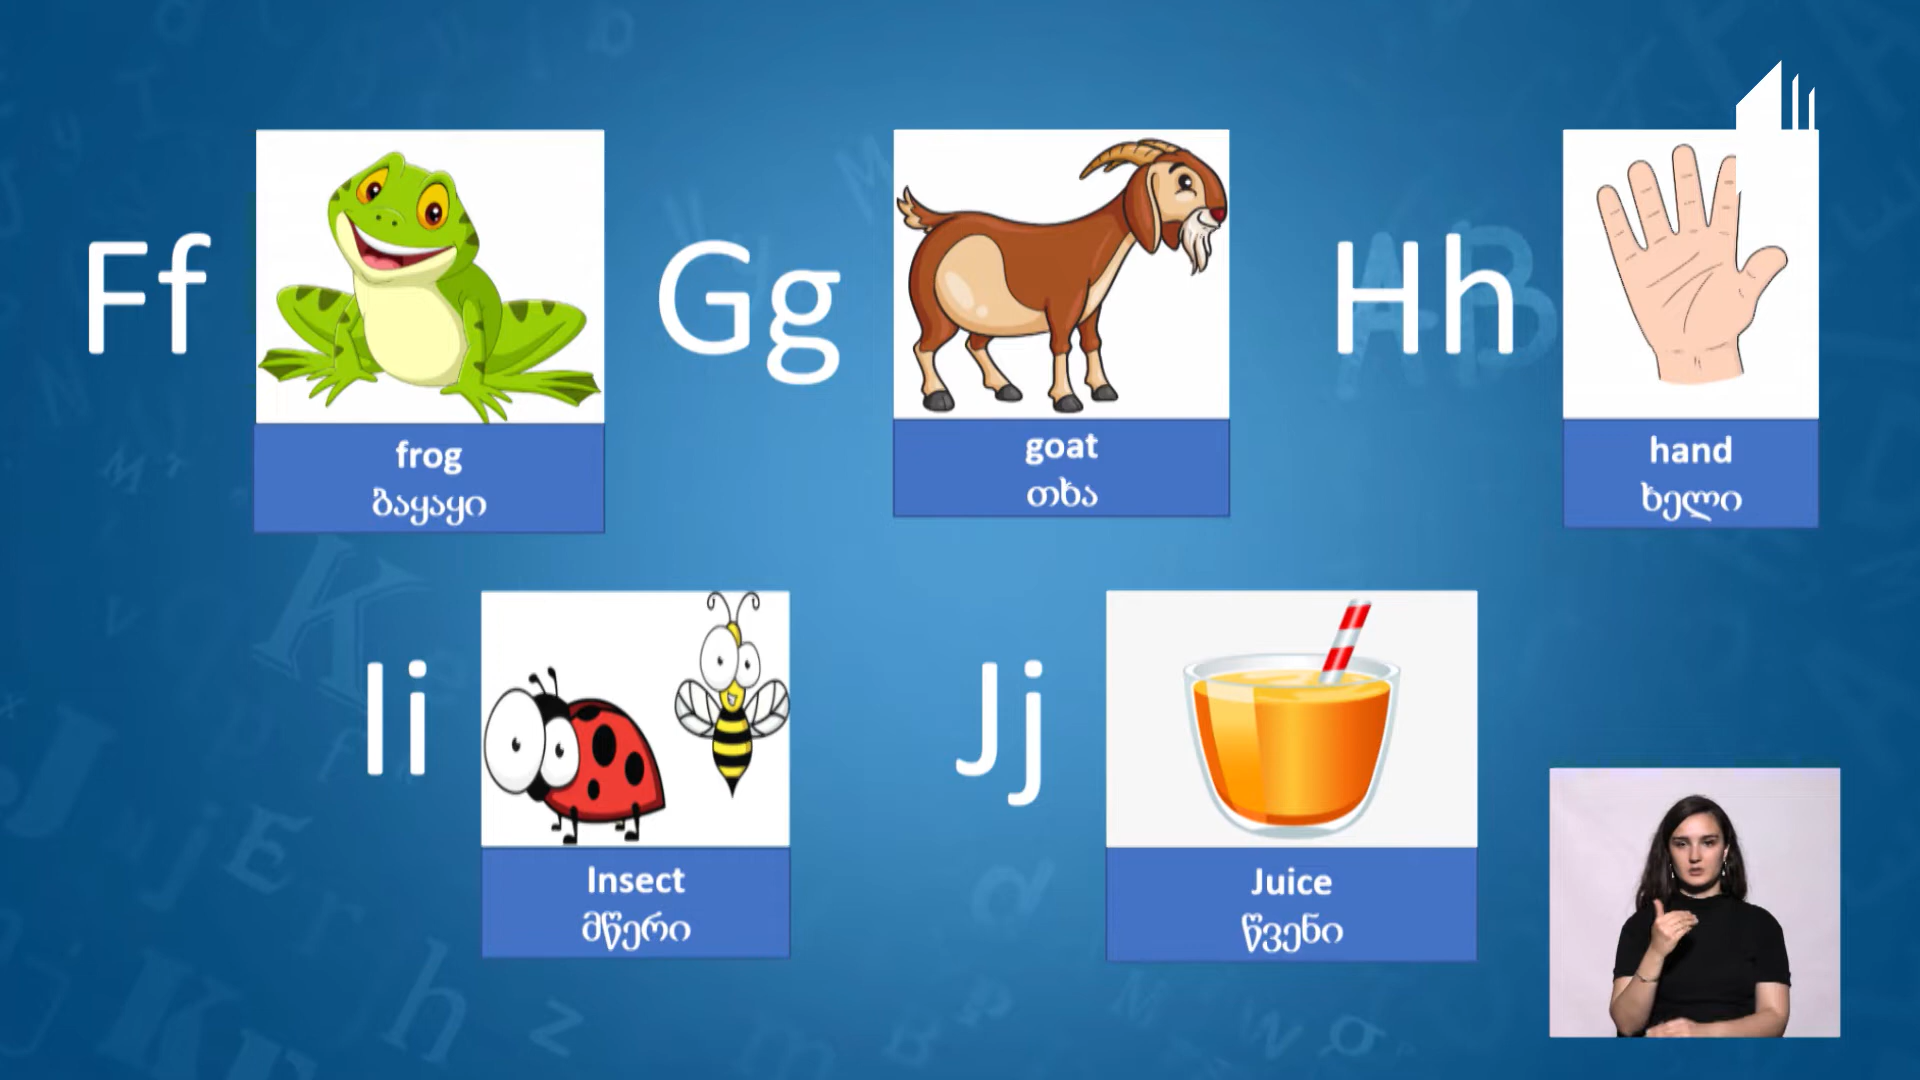 Ff
frog
ბაყაყი
Gg
goat
თხა
Hh
hand
ხელი
Ii
Insect
მწერი
Jj
Juice
წვენი